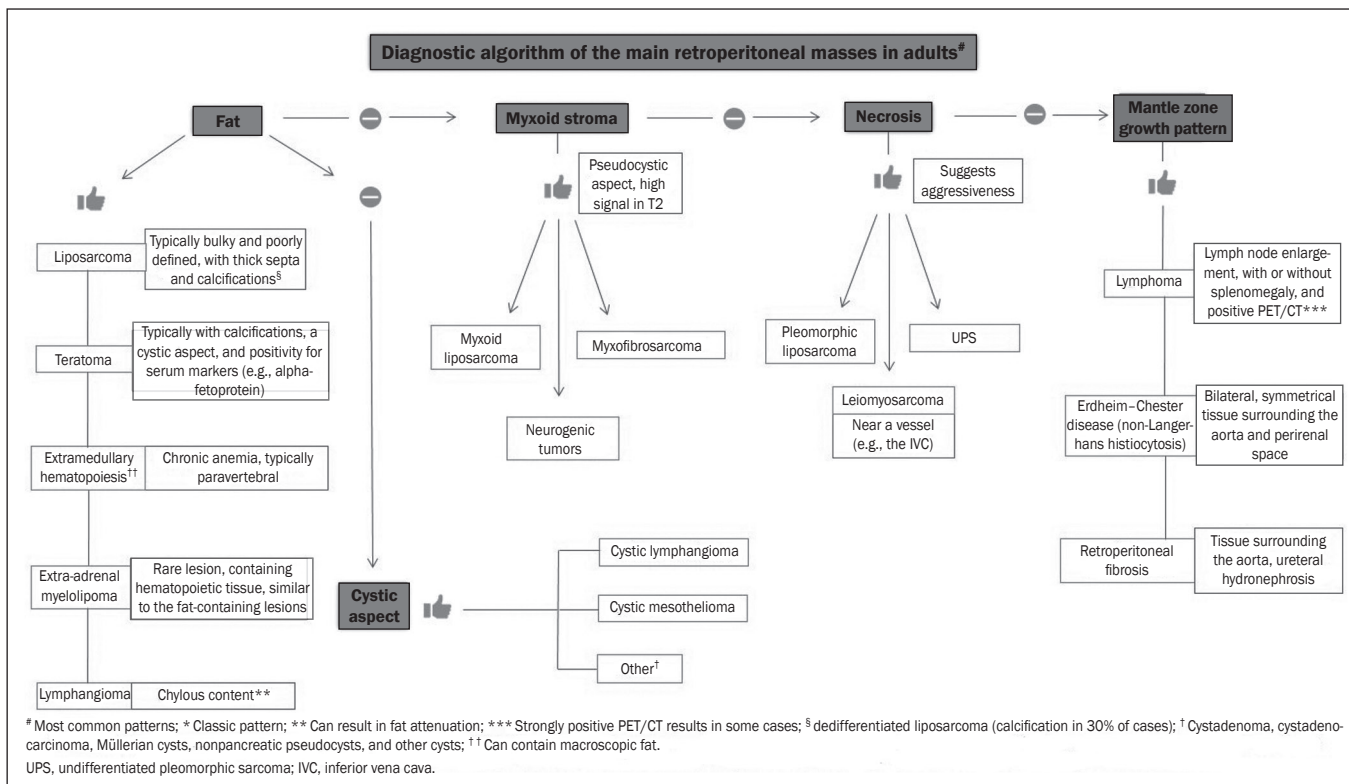 Diagnostic algorithm of the main retroperitoneal masses in adults#
Fat
Myxoid stroma
Necrosis
Mantle zone
growth pattern
Pseudocystic
aspect, high
signal in T2
Suggests
aggressiveness
Liposarcoma
Typically bulky and poorly
defined, with thick septa
and calcifications§
Teratoma
Typically with calcifications, a
cystic aspect, and positivity for
serum markers (e.g., alpha-
fetoprotein)
Extramedullary
hematopoiesis††
Chronic anemia, typically
paravertebral
Extra-adrenal
myelolipoma
Rare lesion, containing
hematopoietic tissue, similar
to the fat-containing lesions
Lymphangioma
Chylous content**
Myxoid
liposarcoma
Neurogenic
tumors
Myxofibrosarcoma
Pleomorphic
liposarcoma
Leiomyosarcoma
Near a vessel
(e.g., the IVC)
UPS
Lymphoma
Lymph node enlarge-
ment, with or without
splenomegaly, and
positive PET/CT***
Erdheim–Chester
disease (non-Langer-
hans histiocytosis)
Bilateral, symmetrical
tissue surrounding the
aorta and perirenal
space
Retroperitoneal
fibrosis
Tissue surrounding
the aorta, ureteral
hydronephrosis
Cystic
aspect
Cystic lymphangioma
Cystic mesothelioma
Other†
# Most common patterns; * Classic pattern; ** Can result in fat attenuation; *** Strongly positive PET/CT results in some cases; § dedifferentiated liposarcoma (calcification in 30% of cases); † Cystadenoma, cystadeno-
carcinoma, Müllerian cysts, nonpancreatic pseudocysts, and other cysts; †† Can contain macroscopic fat.
UPS, undifferentiated pleomorphic sarcoma; IVC, inferior vena cava.